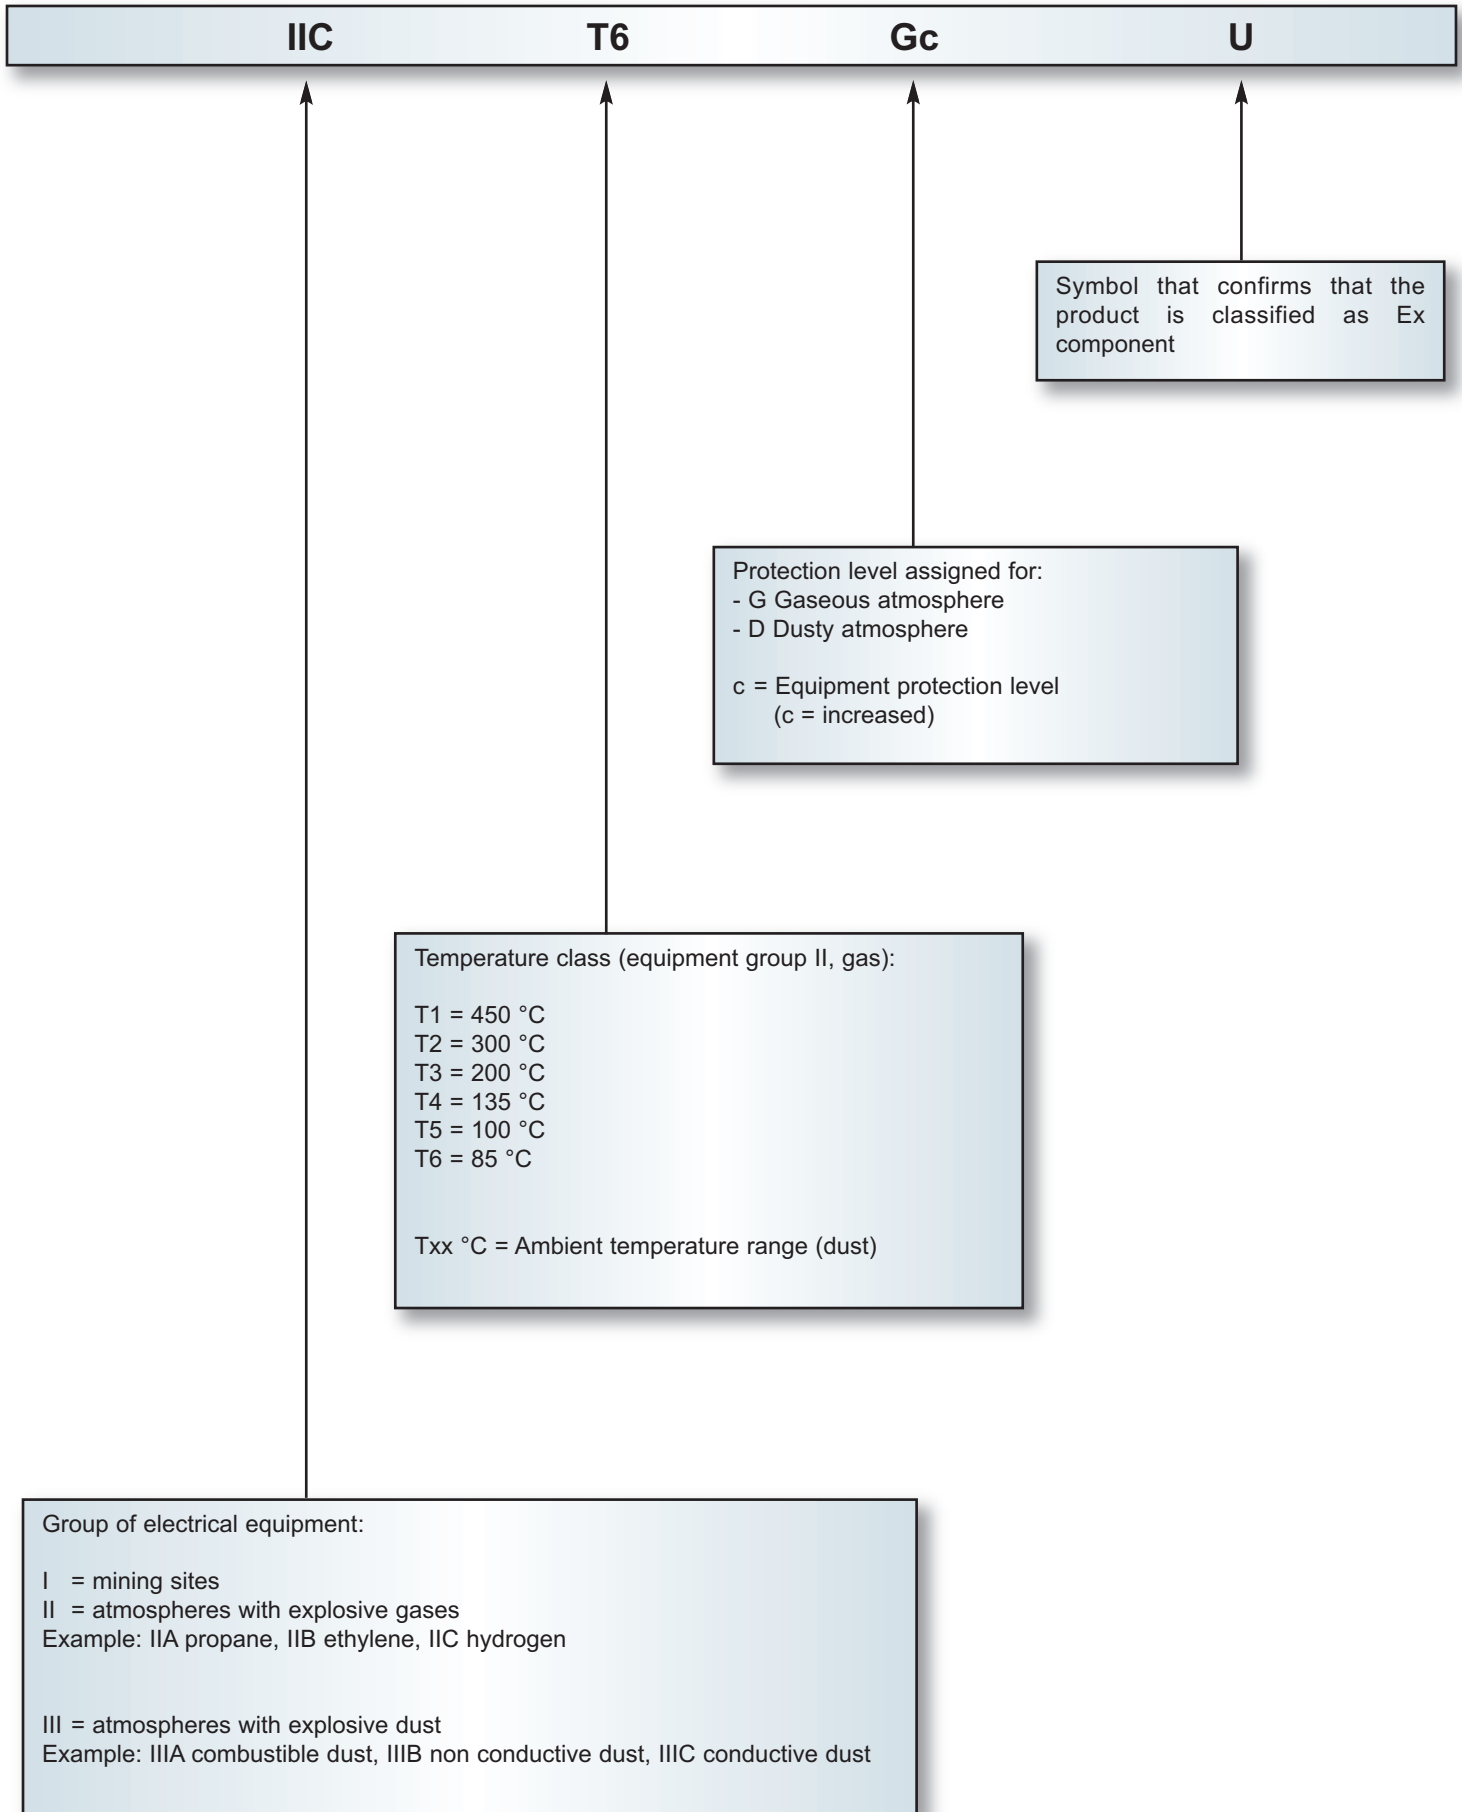 IIC T6 Gc U
Symbol that confirms that the
product is classified as Ex
component
Protection level assigned for:
- G Gaseous atmosphere
- D Dusty atmosphere
c = Equipment protection level
(c = increased)
Temperature class (equipment group II, gas):
T1 = 450 °C
T2 = 300 °C
T3 = 200 °C
T4 = 135 °C
T5 = 100 °C
T6 = 85 °C
Txx °C = Ambient temperature range (dust)
Group of electrical equipment:
I = mining sites
II = atmospheres with explosive gases
Example: IIA propane, IIB ethylene, IIC hydrogen
III = atmospheres with explosive dust
Example: IIIA combustible dust, IIIB non conductive dust, IIIC conductive dust